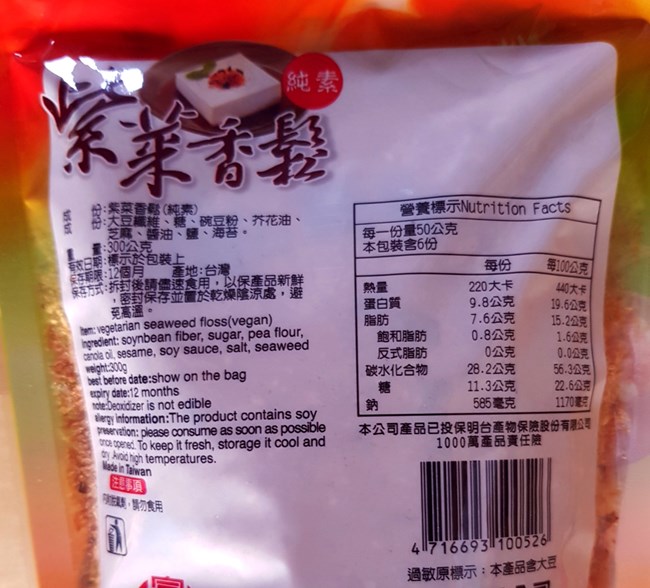 純素
紫菜香鬆
份:紫菜香鬆(純素)
份:大豆纖維、糖、碗豆粉、芥花油、
芝麻、醬油、鹽、海苔。
量:300公克
有效日期:標示於包裝上
保存期限:12個月 產地:台灣
保存方式:拆封後請儘速食用,以保產品新鮮
,密封保存並置於乾燥陰涼處,避
免高溫。
Item: vegetarian seaweed floss(vegan)
Ingredient: soynbean fiber, sugar, pea flour,
canola oil, sesame, soy sauce, salt, seaweed
weight:300g
best before date:show on the bag
expiry date:12 months
note:Deoxidizer is not edible
allergy information:The product contains soy
preservation: please consume as soon as possible
once opened. To keep it fresh, storage it cool and
dry .Avoid high temperatures.
Made in Taiwan
注意事項
內附脫氧劑,請勿食用
營養標示Nutrition Facts
每一份量50公克
本包裝含6份
每份 每100公克
熱量 220大卡 440大卡
蛋白質 9.8公克 19.6公克
脂肪 7.6公克 15.2公克
飽和脂肪 0.8公克 1.6公克
反式脂肪 0公克 0.0公克
碳水化合物 28.2公克 56.3公克
糖 11.3公克 22.6公克
鈉 585毫克 1170毫克
本公司產品已投保明台產物保險股份有限公司
1000萬產品責任險
4 716693 100526
過敏原標示:本產品含大豆